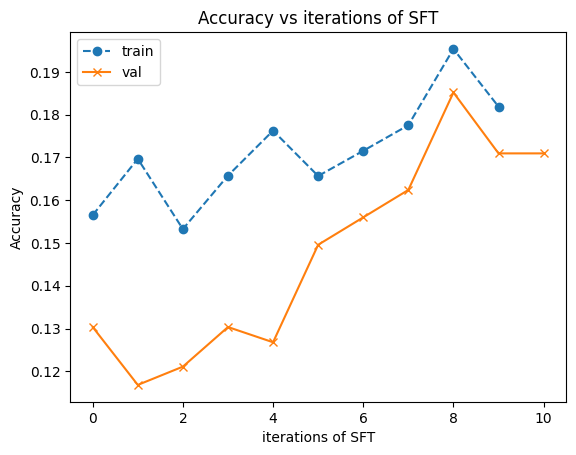 Accuracy vs iterations of SFT
train
val
0.19
0.18
0.17
0.16
0.15
0.14
0.13
0.12
Accuracy
0 2 4 6 8 10
iterations of SFT